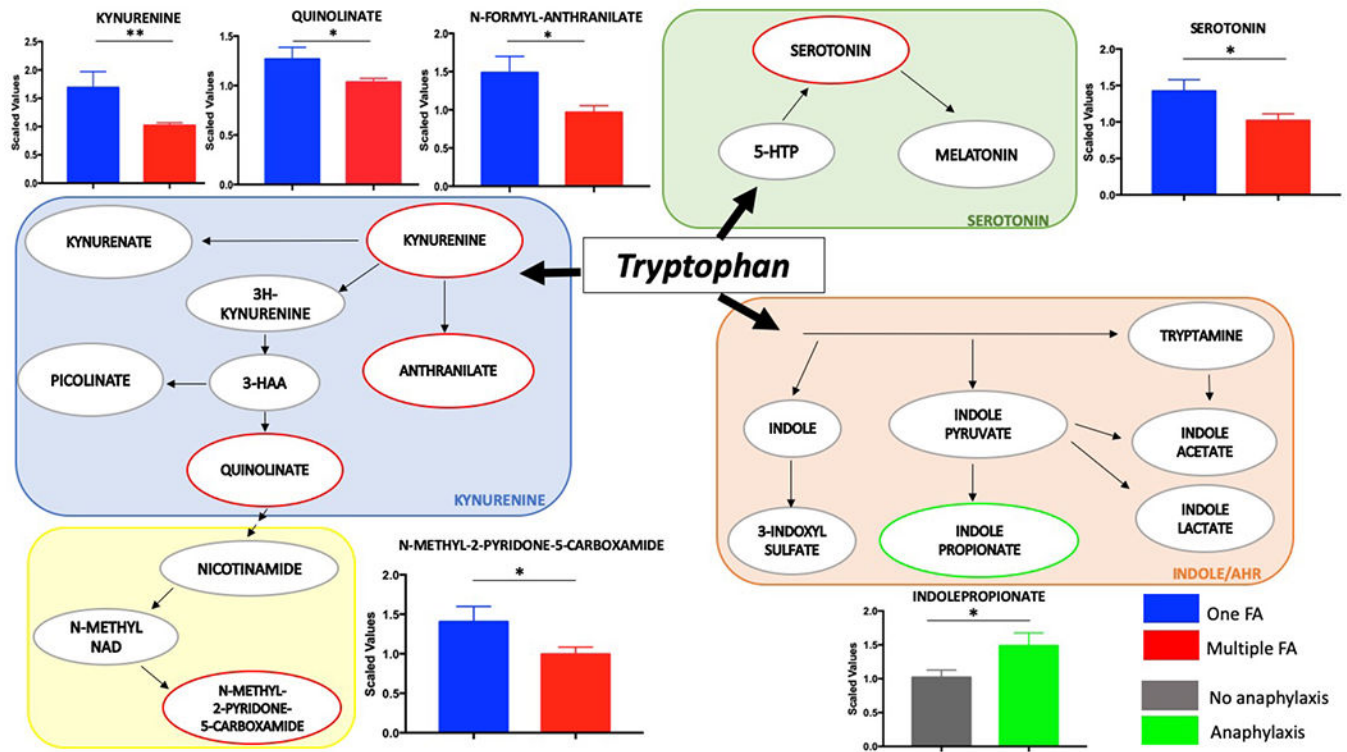 KYNURENINE
**
2.5
2.0
1.5
1.0
0.5
0.0
Scaled Values
QUINOLINATE
*
1.5
1.0
0.5
0.0
Scaled Values
N-FORMYL-ANTHRANILATE
*
2.0
1.5
1.0
0.5
0.0
Scaled Values
SEROTONIN
5-HTP
MELATONIN
SEROTONIN
SEROTONIN
*
2.0
1.5
1.0
0.5
0.0
Scaled Values
Tryptophan
KYNURENATE
KYNURENINE
3H-
KYNURENINE
PICOLINATE
3-HAA
ANTHRANILATE
QUINOLINATE
KYNURENINE
TRYPTAMINE
INDOLE
INDOLE
PYRUVATE
INDOLE
ACETATE
INDOLE
LACTATE
3-INDOXYL
SULFATE
INDOLE
PROPIONATE
INDOLE/AHR
NICOTINAMIDE
N-METHYL
NAD
N-METHYL-
2-PYRIDONE-
5-CARBOXAMIDE
N-METHYL-2-PYRIDONE-5-CARBOXAMIDE
*
2.0
1.5
1.0
0.5
0.0
Scaled Values
INDOLEPROPIONATE
*
2.0
1.5
1.0
0.5
0.0
Scaled Values
One FA
Multiple FA
No anaphylaxis
Anaphylaxis